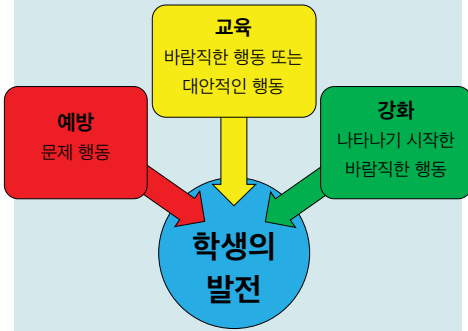 교육
바람직한 행동 또는
대안적인 행동
예방
문제 행동
강화
나타나기 시작한
바람직한 행동
학생의
발전